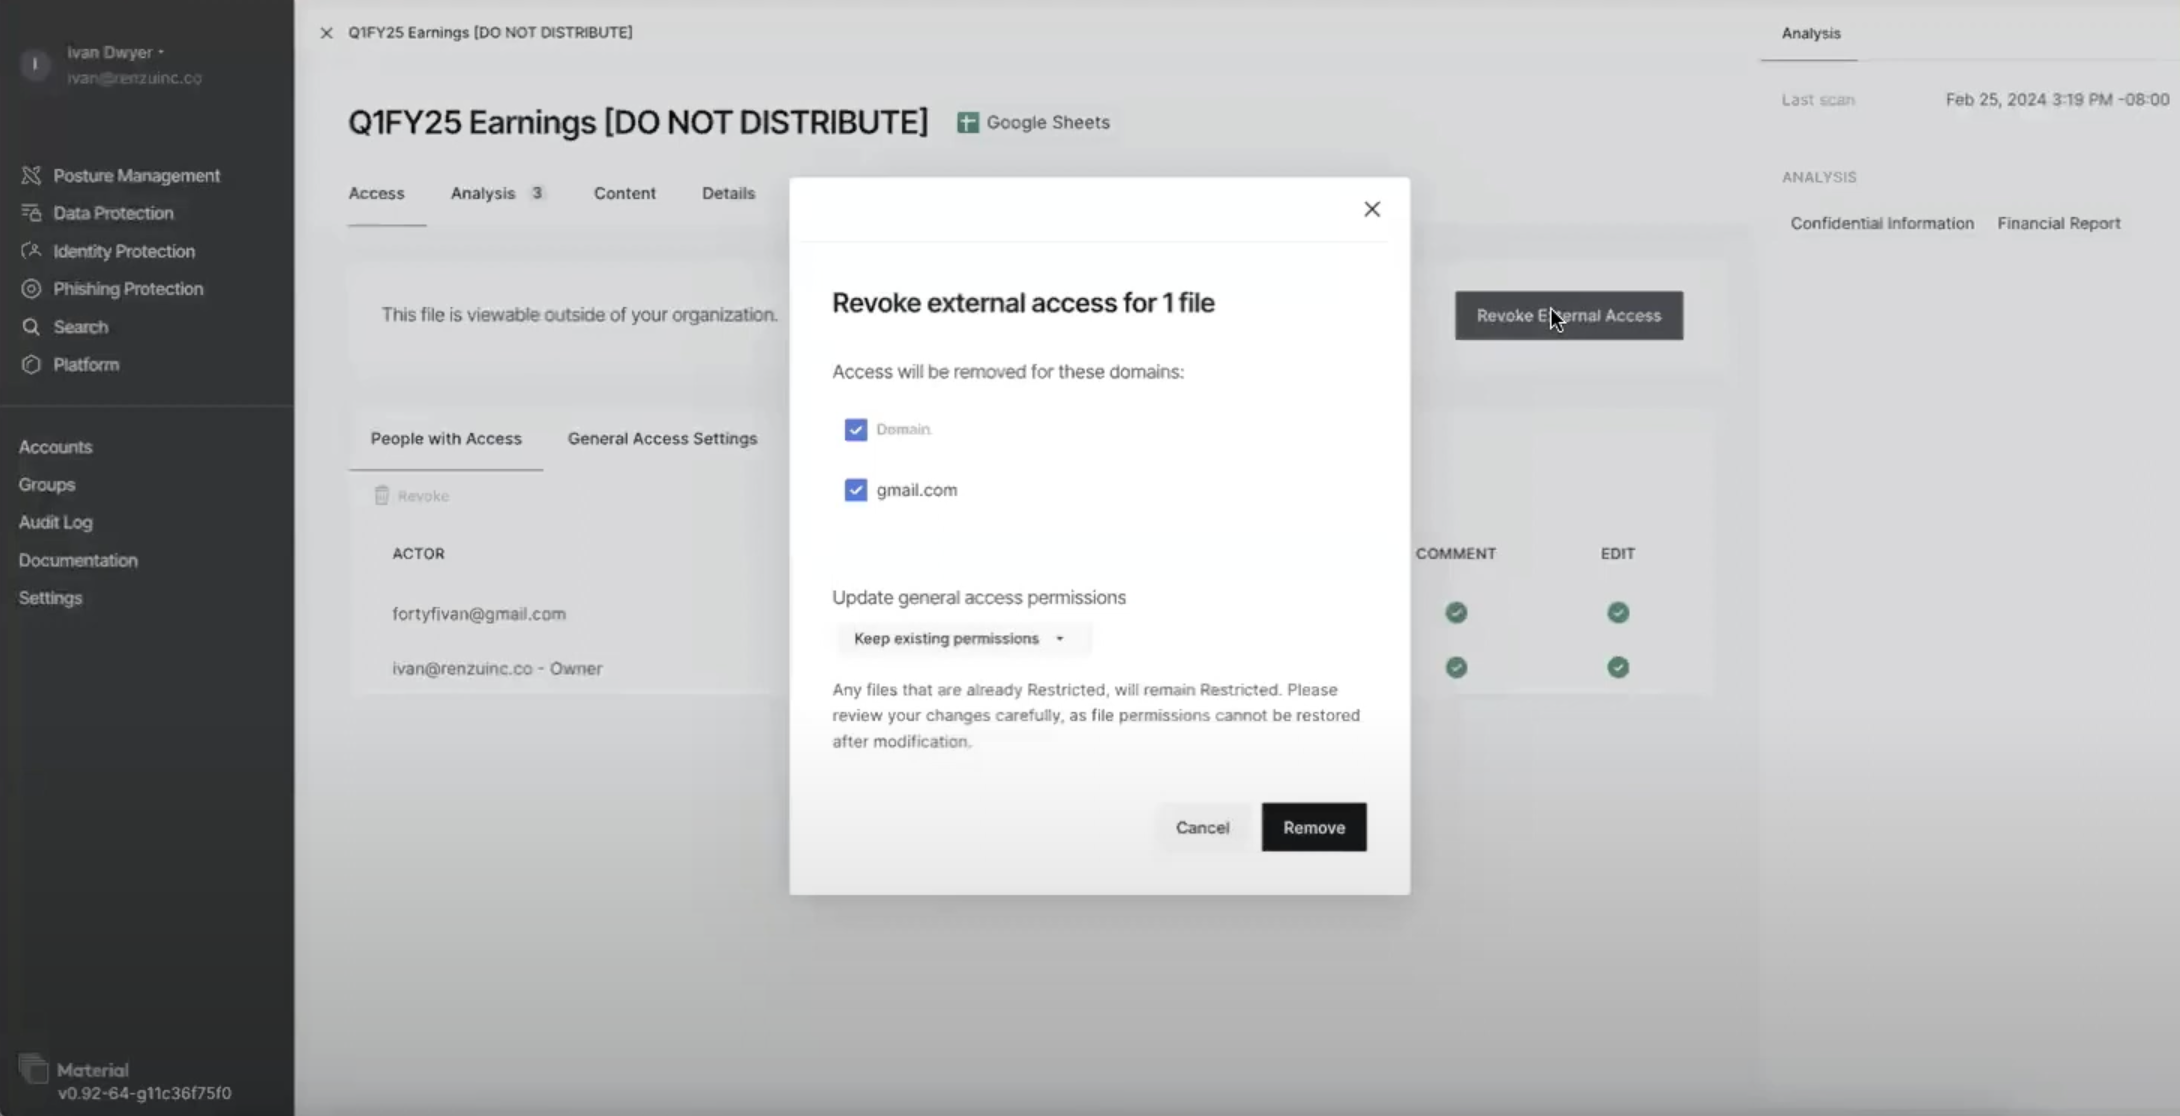 Ivan Dwyer
ivan@renzuinc.co
Posture Management
Data Protection
Identity Protection
Phishing Protection
Search
Platform
Accounts
Groups
Audit Log
Documentation
Settings
Material
v0.92-64-g11c36f75f0
Q1FY25 Earnings [DO NOT DISTRIBUTE]
Q1FY25 Earnings [DO NOT DISTRIBUTE] Google Sheets
Access Analysis 3 Content Details
This file is viewable outside of your organization.
Revoke External Access
People with Access General Access Settings
Revoke
ACTOR COMMENT EDIT
fortyfivan@gmail.com
ivan@renzuinc.co - Owner
Revoke external access for 1 file
Access will be removed for these domains:
Domain
gmail.com
Update general access permissions
Keep existing permissions
Any files that are already Restricted, will remain Restricted. Please
review your changes carefully, as file permissions cannot be restored
after modification.
Cancel Remove
Analysis
Last scan Feb 25, 2024 3:19 PM -08:00
ANALYSIS
Confidential Information Financial Report